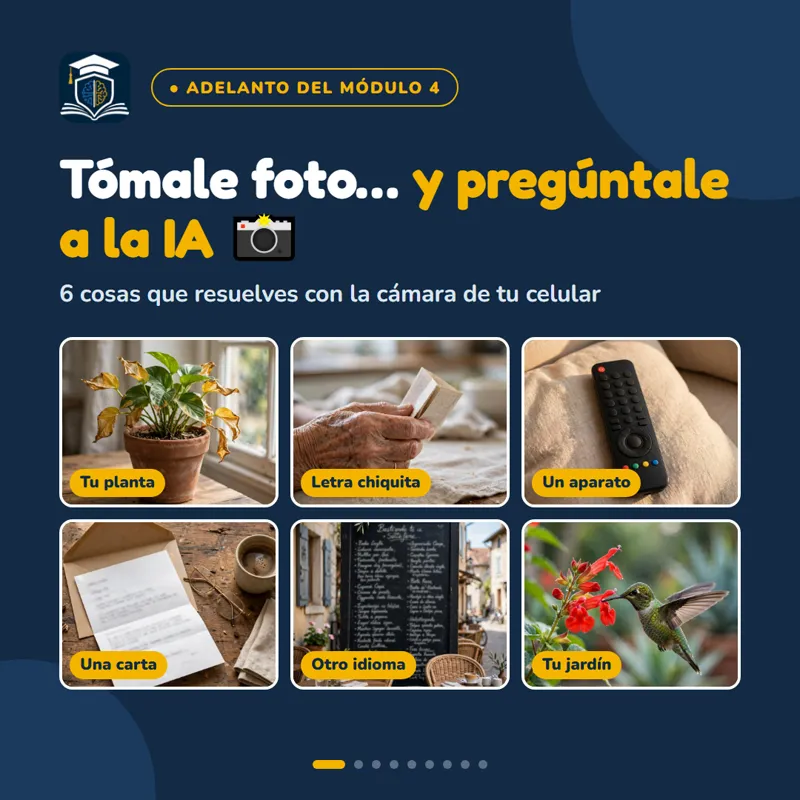 • ADELANTO DEL MÓDULO 4
Tómale foto... y pregúntale
a la IA
6 cosas que resuelves con la cámara de tu celular
Tu planta
Letra chiquita
Un aparato
Una carta
Otro idioma
Tu jardín